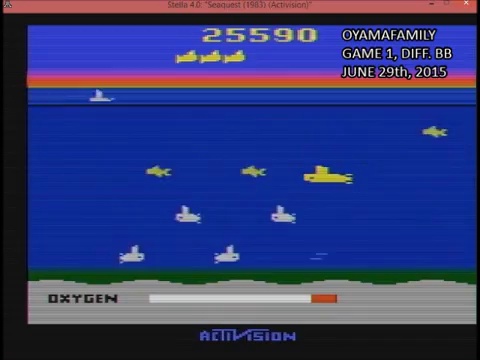 Stella 4.0: "Seaquest (1983) (Activision)"
25590
OYAMAFAMILY
GAME 1, DIFF. BB
JUNE 29th, 2015
OXYGEN
ACTIVISION